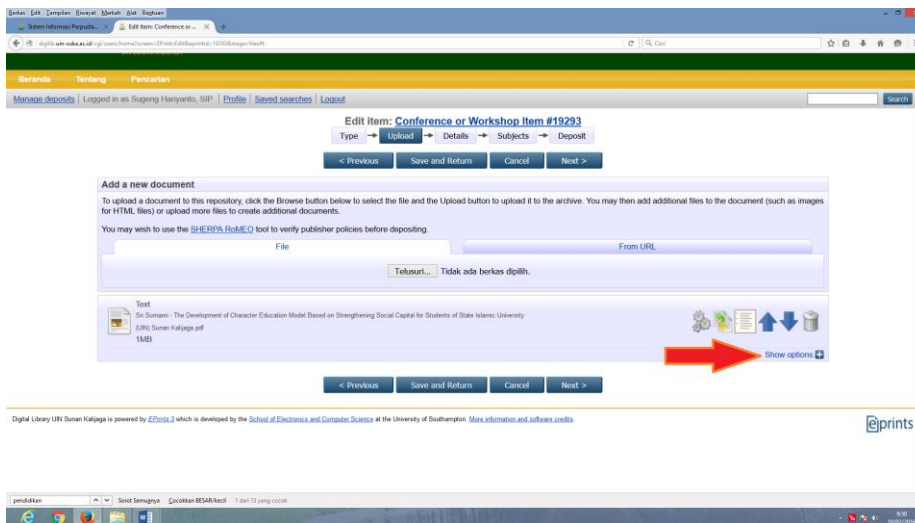 Berkas Edit Tampilan Riwayat Markah Alat Bantuan
Sistem Informasi Perpusta... × Edit item: Conference or ... × +
Cari
Beranda Tentang Pencarian
Manage deposits | Logged in as Sugeng Hariyanto, SIP | Profile | Saved searches | Logout Search
Edit item: Conference or Workshop Item #19293
Type → Upload → Details → Subjects → Deposit
< Previous Save and Return Cancel Next >
Add a new document
To upload a document to this repository, click the Browse button below to select the file and the Upload button to upload it to the archive. You may then add additional files to the document (such as images
for HTML files) or upload more files to create additional documents.
You may wish to use the SHERPA RoMEO tool to verify publisher policies before depositing.
File From URL
Telusuri... Tidak ada berkas dipilih.
Text
Sri Sumarni - The Development of Character Education Model Based on Strengthening Social Capital for Students of State Islamic University
(UIN) Sunan Kalijaga.pdf
1MB
Show options
< Previous Save and Return Cancel Next >
Digital Library UIN Sunan Kalijaga is powered by EPrints 3 which is developed by the School of Electronics and Computer Science at the University of Southampton. More information and software credits.
eprints
pendidikan Sorot Semuanya Cocokkan BESAR/kecil 1 dari 13 yang cocok
9:30